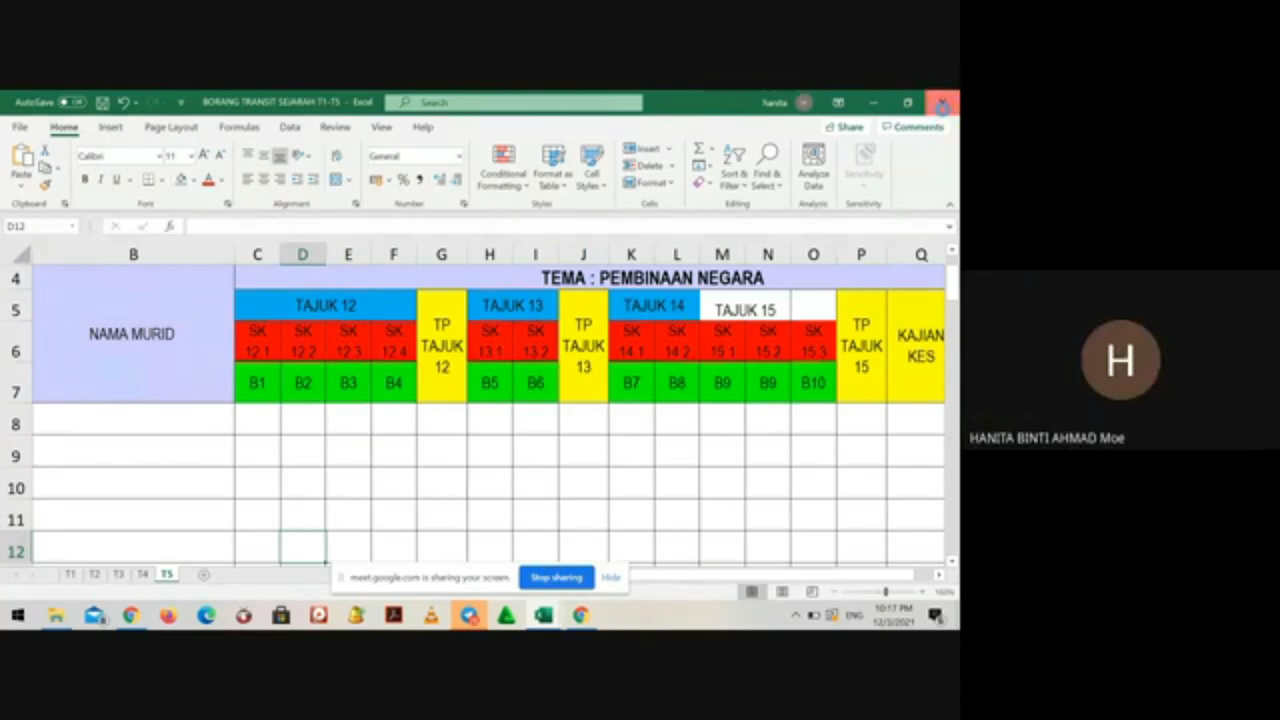 AutoSave Off BORANG TRANSIT SEJARAH T1-T5 - Excel Search hanita
File Home Insert Page Layout Formulas Data Review View Help Share Comments
Paste Calibri 11 General Conditional Formatting Format as Table Cell Styles Insert Delete Format Sort & Filter Find & Select Analyze Data Sensitivity
Clipboard Font Alignment Number Styles Cells Editing Analysis Sensitivity
D12 fx
B C D E F G H I J K L M N O P Q
4 TEMA : PEMBINAAN NEGARA
5 NAMA MURID TAJUK 12 TP TAJUK 12 TAJUK 13 TP TAJUK 13 TAJUK 14 TAJUK 15 TP TAJUK 15 KAJIAN KES
6 SK 12.1 SK 12.2 SK 12.3 SK 12.4 SK 13.1 SK 13.2 SK 14.1 SK 14.2 SK 15.1 SK 15.2 SK 15.3
7 B1 B2 B3 B4 B5 B6 B7 B8 B9 B9 B10
8
9
10
11
12
T1 T2 T3 T4 T5
meet.google.com is sharing your screen. Stop sharing Hide
160%
ENG 10:17 PM
12/3/2021
H
HANITA BINTI AHMAD Moe